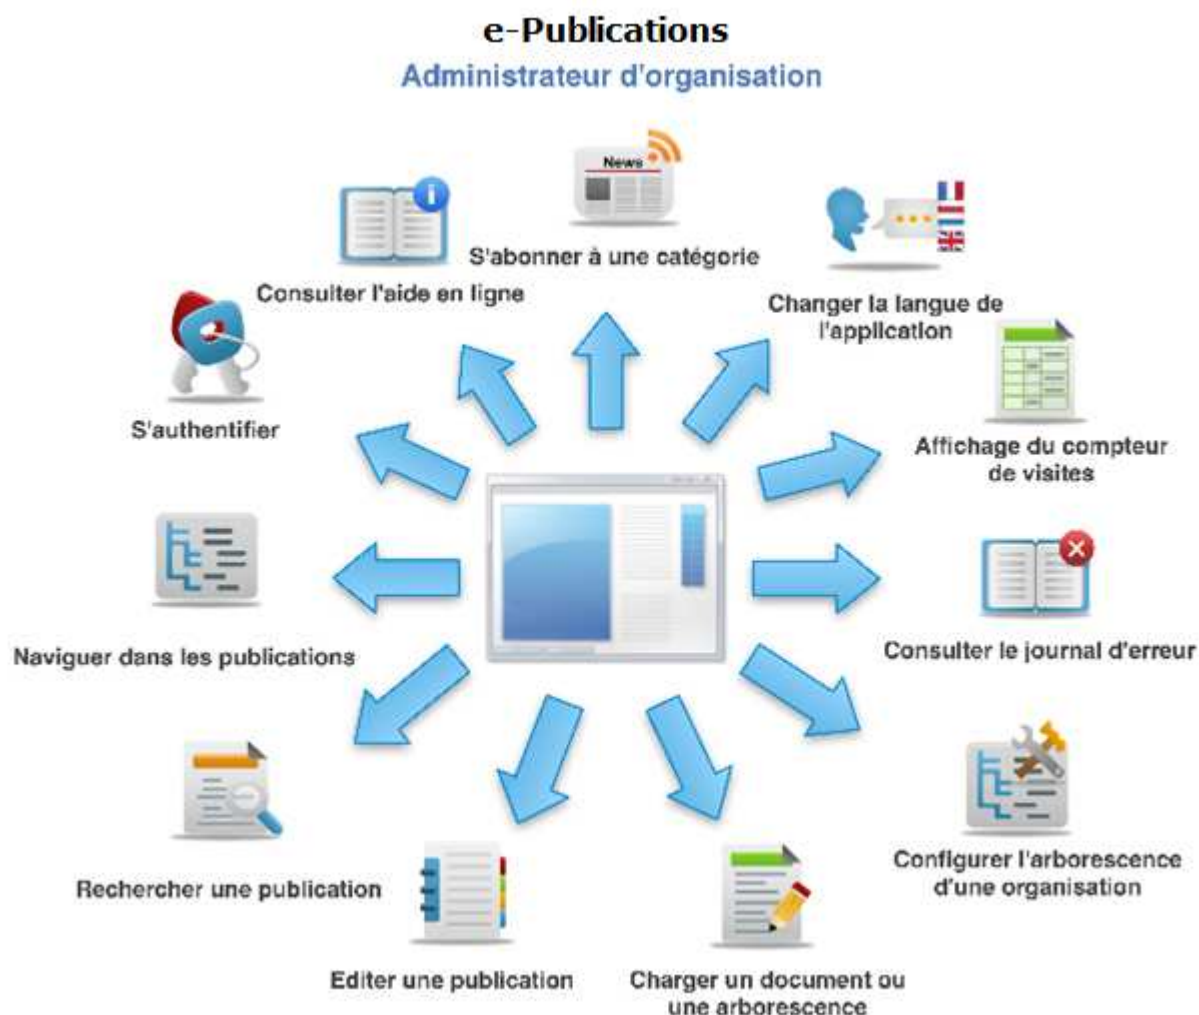 e-Publications
Administrateur d'organisation
News
S'abonner à une catégorie
Consulter l'aide en ligne
Changer la langue de
l'application
S'authentifier
Affichage du compteur
de visites
Naviguer dans les publications
Consulter le journal d'erreur
Rechercher une publication
Configurer l'arborescence
d'une organisation
Editer une publication
Charger un document ou
une arborescence